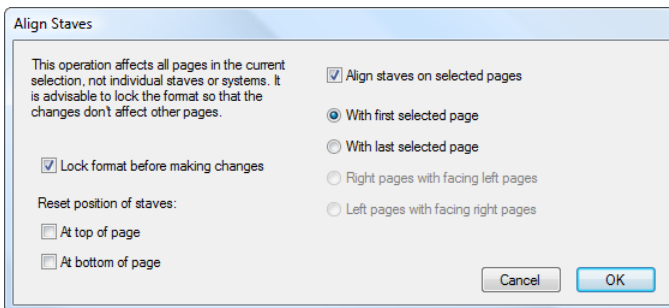 Align Staves
This operation affects all pages in the current
selection, not individual staves or systems. It
is advisable to lock the format so that the
changes don't affect other pages.
Lock format before making changes
Reset position of staves:
At top of page
At bottom of page
Align staves on selected pages
With first selected page
With last selected page
Right pages with facing left pages
Left pages with facing right pages
Cancel
OK